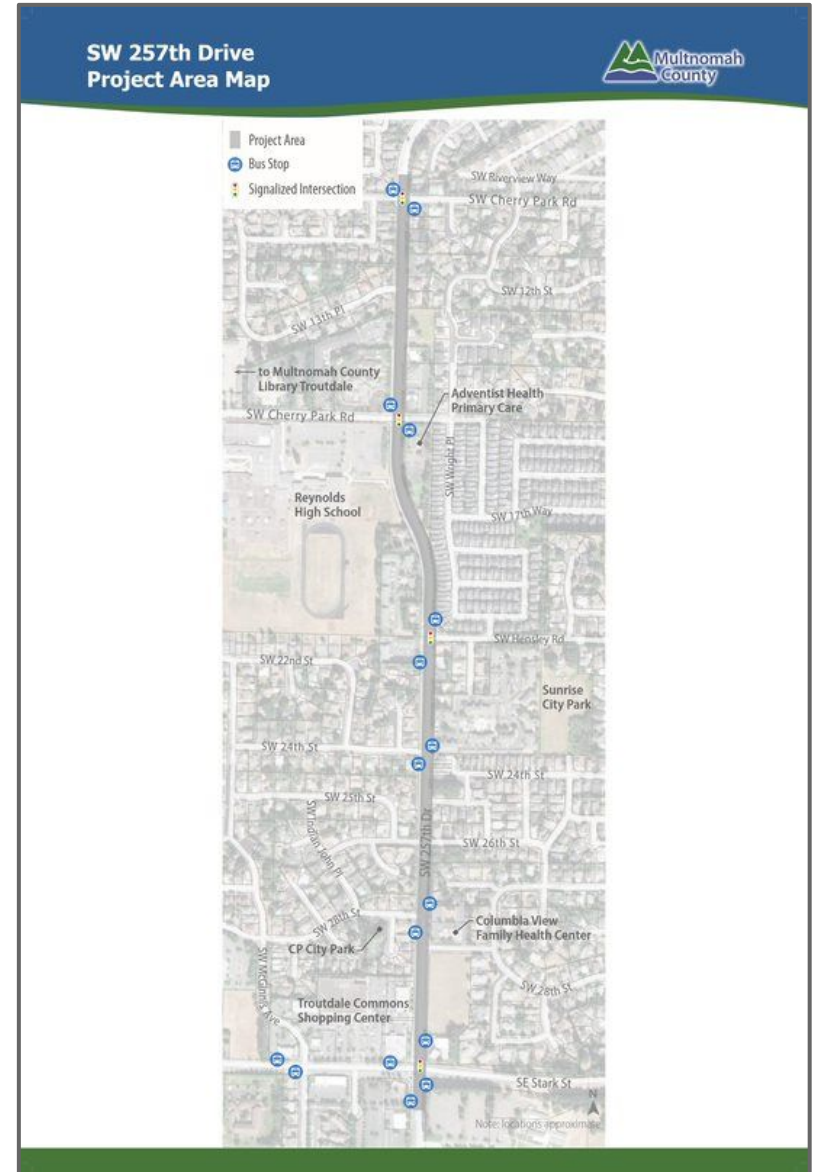 SW 257th Drive
Project Area Map
Multnomah
County
Project Area
Bus Stop
Signalized Intersection
SW Riverview Way
SW Cherry Park Rd
SW 12th St
SW 13th Pl
to Multnomah County
Library Troutdale
Adventist Health
Primary Care
SW Cherry Park Rd
SW Wright Pl
Reynolds
High School
SW 17th Way
SW Hensley Rd
SW 22nd St
Sunrise
City Park
SW 24th St
SW 24th St
SW 25th St
SW Indian John Pl
SW 257th Dr
SW 26th St
SW 28th St
Columbia View
Family Health Center
CP City Park
SW McGinnis Ave
SW 28th St
Troutdale Commons
Shopping Center
SE Stark St
N
Note: locations approximate